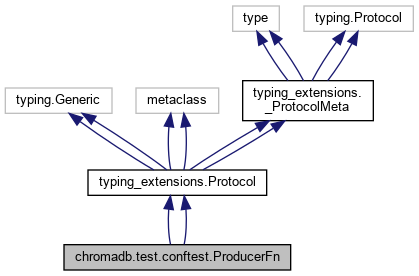 type
typing.Protocol
typing.Generic
metaclass
typing_extensions.
_ProtocolMeta
typing_extensions.Protocol
chromadb.test.conftest.ProducerFn